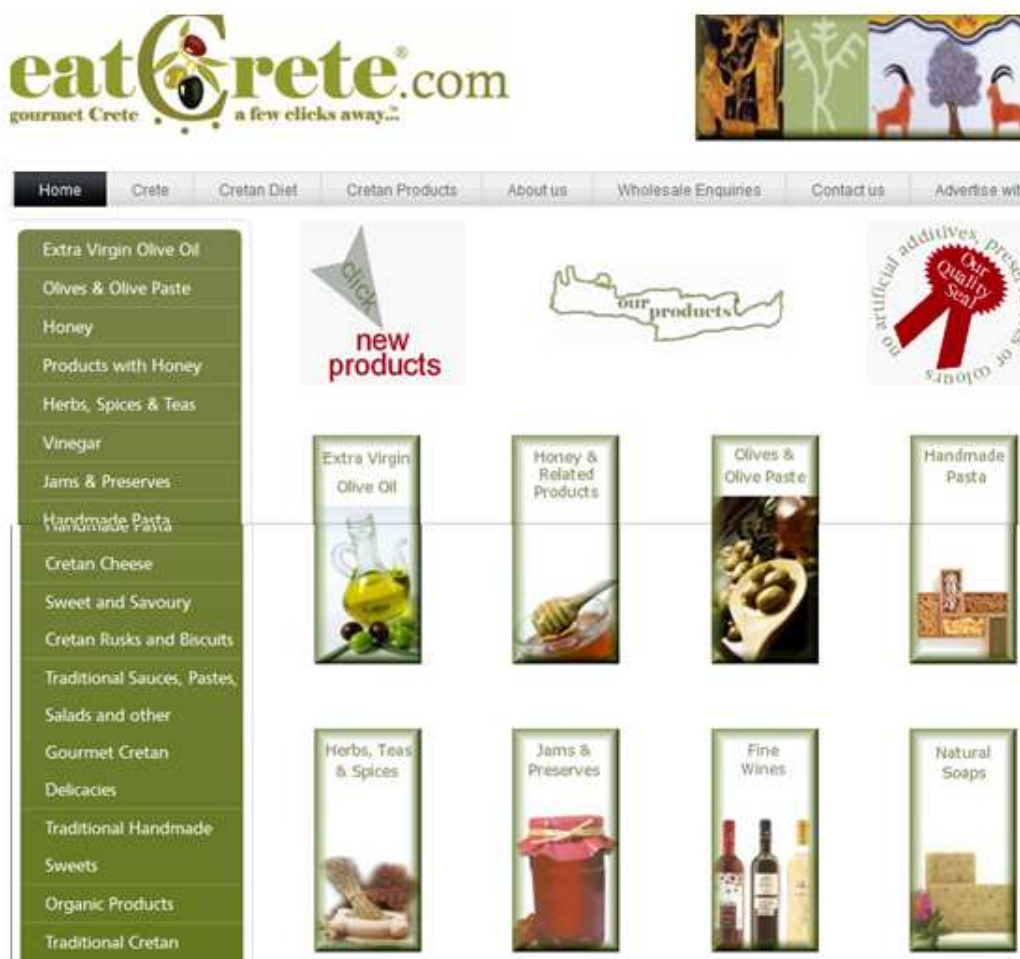 eatCrete®.com
gourmet Crete a few clicks away...™
Home Crete Cretan Diet Cretan Products About us Wholesale Enquiries Contact us Advertise wit
Extra Virgin Olive Oil
Olives & Olive Paste
Honey
Products with Honey
Herbs, Spices & Teas
Vinegar
Jams & Preserves
Handmade Pasta
Cretan Cheese
Sweet and Savoury
Cretan Rusks and Biscuits
Traditional Sauces, Pastes,
Salads and other
Gourmet Cretan
Delicacies
Traditional Handmade
Sweets
Organic Products
Traditional Cretan
click
new
products
our products
no artificial additives, or colours
Our
Quality
Seal
Extra Virgin
Olive Oil
Honey &
Related
Products
Olives &
Olive Paste
Handmade
Pasta
Herbs, Teas
& Spices
Jams &
Preserves
Fine
Wines
Natural
Soaps